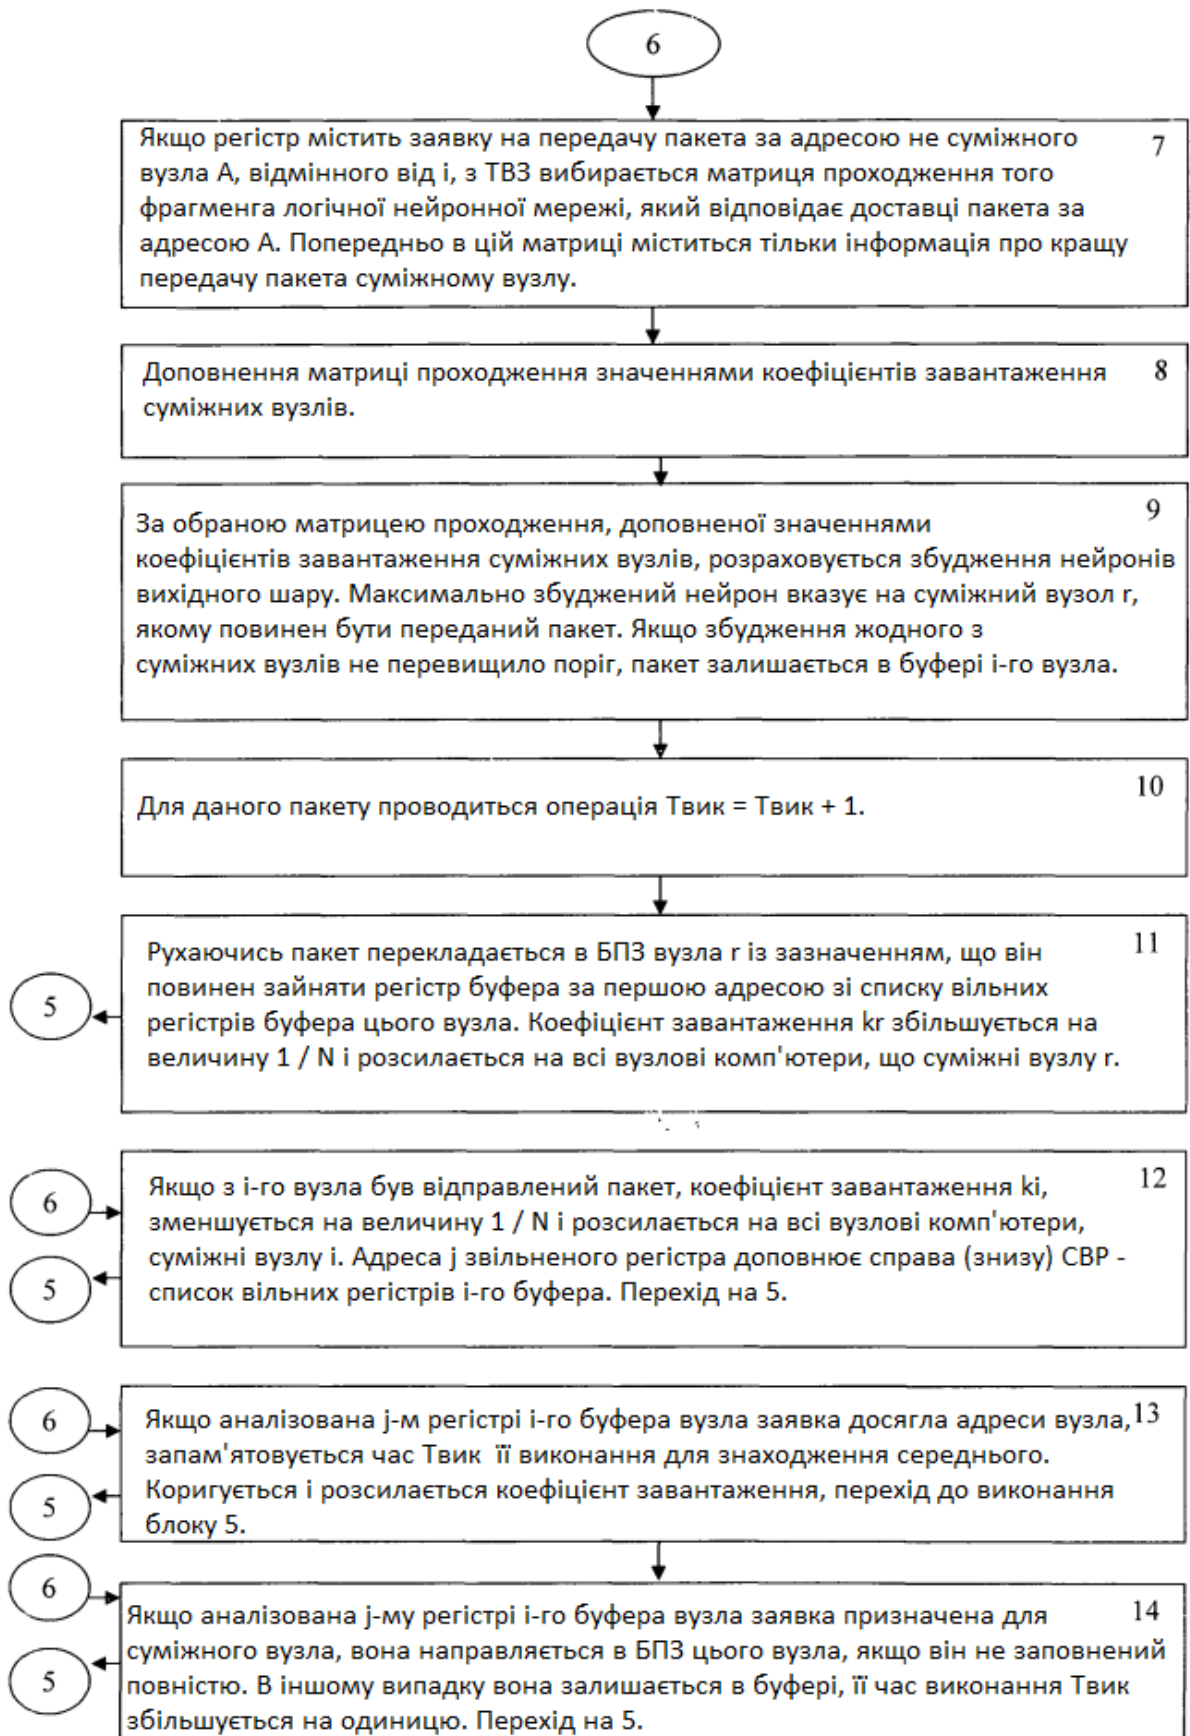 6
7
Якщо регістр містить заявку на передачу пакета за адресою не суміжного
вузла A, відмінного від і, з ТВЗ вибирається матриця проходження того
фрагменга логічної нейронної мережі, який відповідає доставці пакета за
адресою A. Попередньо в цій матриці міститься тільки інформація про кращу
передачу пакета суміжному вузлу.
8
Доповнення матриці проходження значеннями коефіцієнтів завантаження
суміжних вузлів.
9
За обраною матрицею проходження, доповненої значеннями
коефіцієнтів завантаження суміжних вузлів, розраховується збудження нейронів
вихідного шару. Максимально збуджений нейрон вказує на суміжний вузол r,
якому повинен бути переданий пакет. Якщо збудження жодного з
суміжних вузлів не перевищило поріг, пакет залишається в буфері і-го вузла.
10
Для даного пакету проводиться операція Твик = Твик + 1.
11
Рухаючись пакет перекладається в БПЗ вузла r із зазначенням, що він
повинен зайняти регістр буфера за першою адресою зі списку вільних
регістрів буфера цього вузла. Коефіцієнт завантаження kr збільшується на
величину 1 / N і розсилається на всі вузлові комп'ютери, що суміжні вузлу r.
5
12
Якщо з і-го вузла був відправлений пакет, коефіцієнт завантаження ki,
зменшується на величину 1 / N і розсилається на всі вузлові комп'ютери,
суміжні вузлу і. Адреса j звільненого регістра доповнює справа (знизу) СВР -
список вільних регістрів і-го буфера. Перехід на 5.
6
5
13
Якщо аналізована j-м регістрі і-го буфера вузла заявка досягла адреси вузла,
запам'ятовується час Твик її виконання для знаходження середнього.
Коригується і розсилається коефіцієнт завантаження, перехід до виконання
блоку 5.
6
5
14
Якщо аналізована j-му регістрі і-го буфера вузла заявка призначена для
суміжного вузла, вона направляється в БПЗ цього вузла, якщо він не заповнений
повністю. В іншому випадку вона залишається в буфері, її час виконання Твик
збільшується на одиницю. Перехід на 5.
6
5